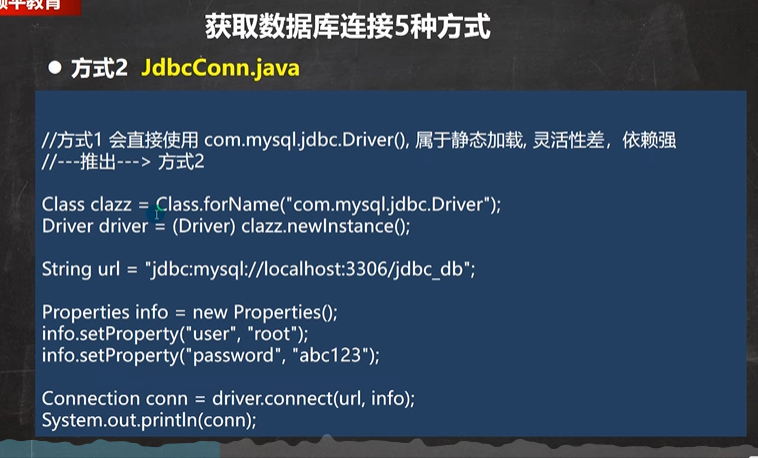 顺平教育
获取数据库连接5种方式
● 方式2 JdbcConn.java
//方式1 会直接使用 com.mysql.jdbc.Driver(), 属于静态加载, 灵活性差，依赖强
//---推出---> 方式2
Class clazz = Class.forName("com.mysql.jdbc.Driver");
Driver driver = (Driver) clazz.newInstance();
String url = "jdbc:mysql://localhost:3306/jdbc_db";
Properties info = new Properties();
info.setProperty("user", "root");
info.setProperty("password", "abc123");
Connection conn = driver.connect(url, info);
System.out.println(conn);